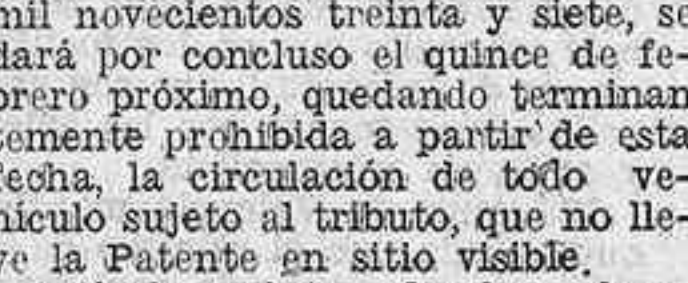 mil novecientos treinta y siete, se
dará por concluso el quince de fe-
brero próximo, quedando terminan
temente prohibida a partir de esta
fecha, la circulación de todo ve-
hículo sujeto al tributo, que no lle-
ve la Patente en sitio visible.